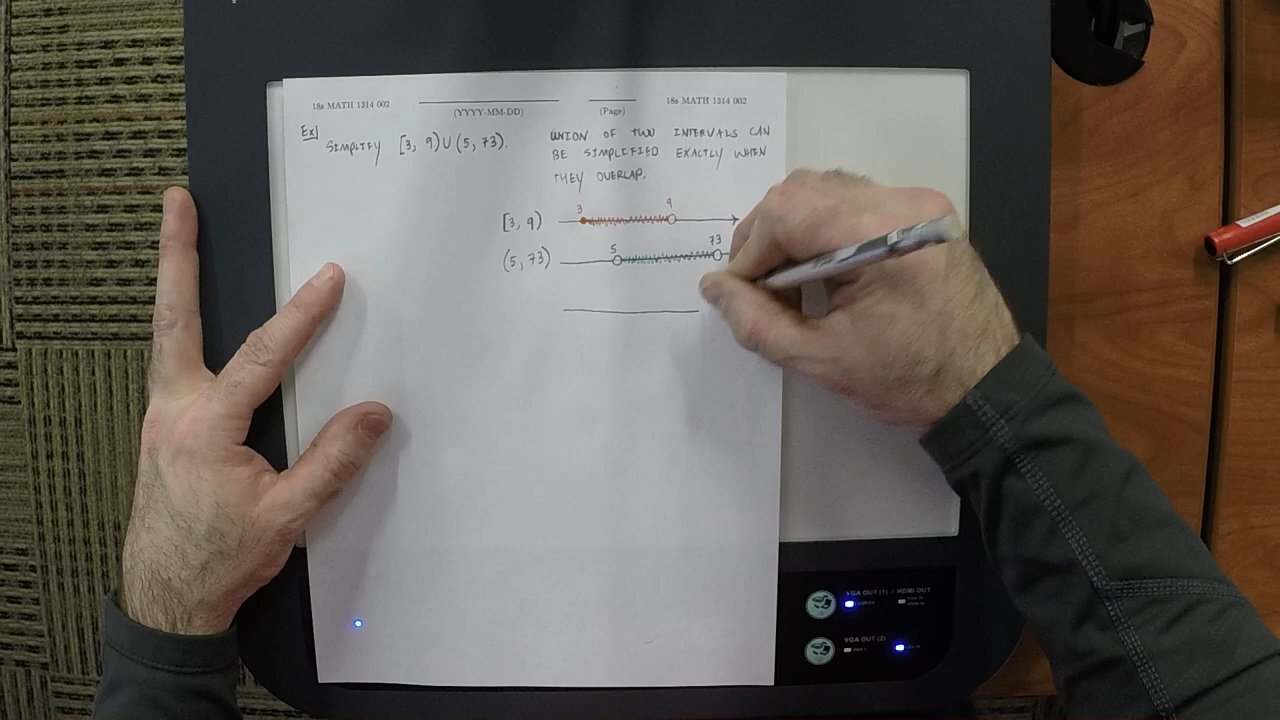 18s MATH 1314 002
(YYYY-MM-DD)
(Page)
18s MATH 1314 002
Ex]
SIMPLIFY [3, 9)∪(5, 73).
UNION OF TWO INTERVALS CAN
BE SIMPLIFIED EXACTLY WHEN
THEY OVERLAP.
3 9
[3, 9)
5 73
(5, 73)
VGA OUT (1) / HDMI OUT
VGA OUT (2)